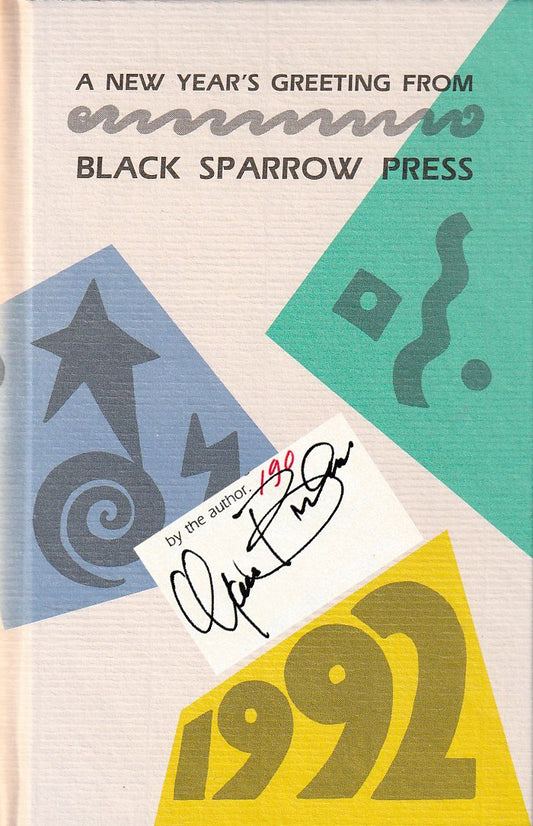 A NEW YEAR'S GREETING FROM
BLACK SPARROW PRESS
by the author.
190
1992